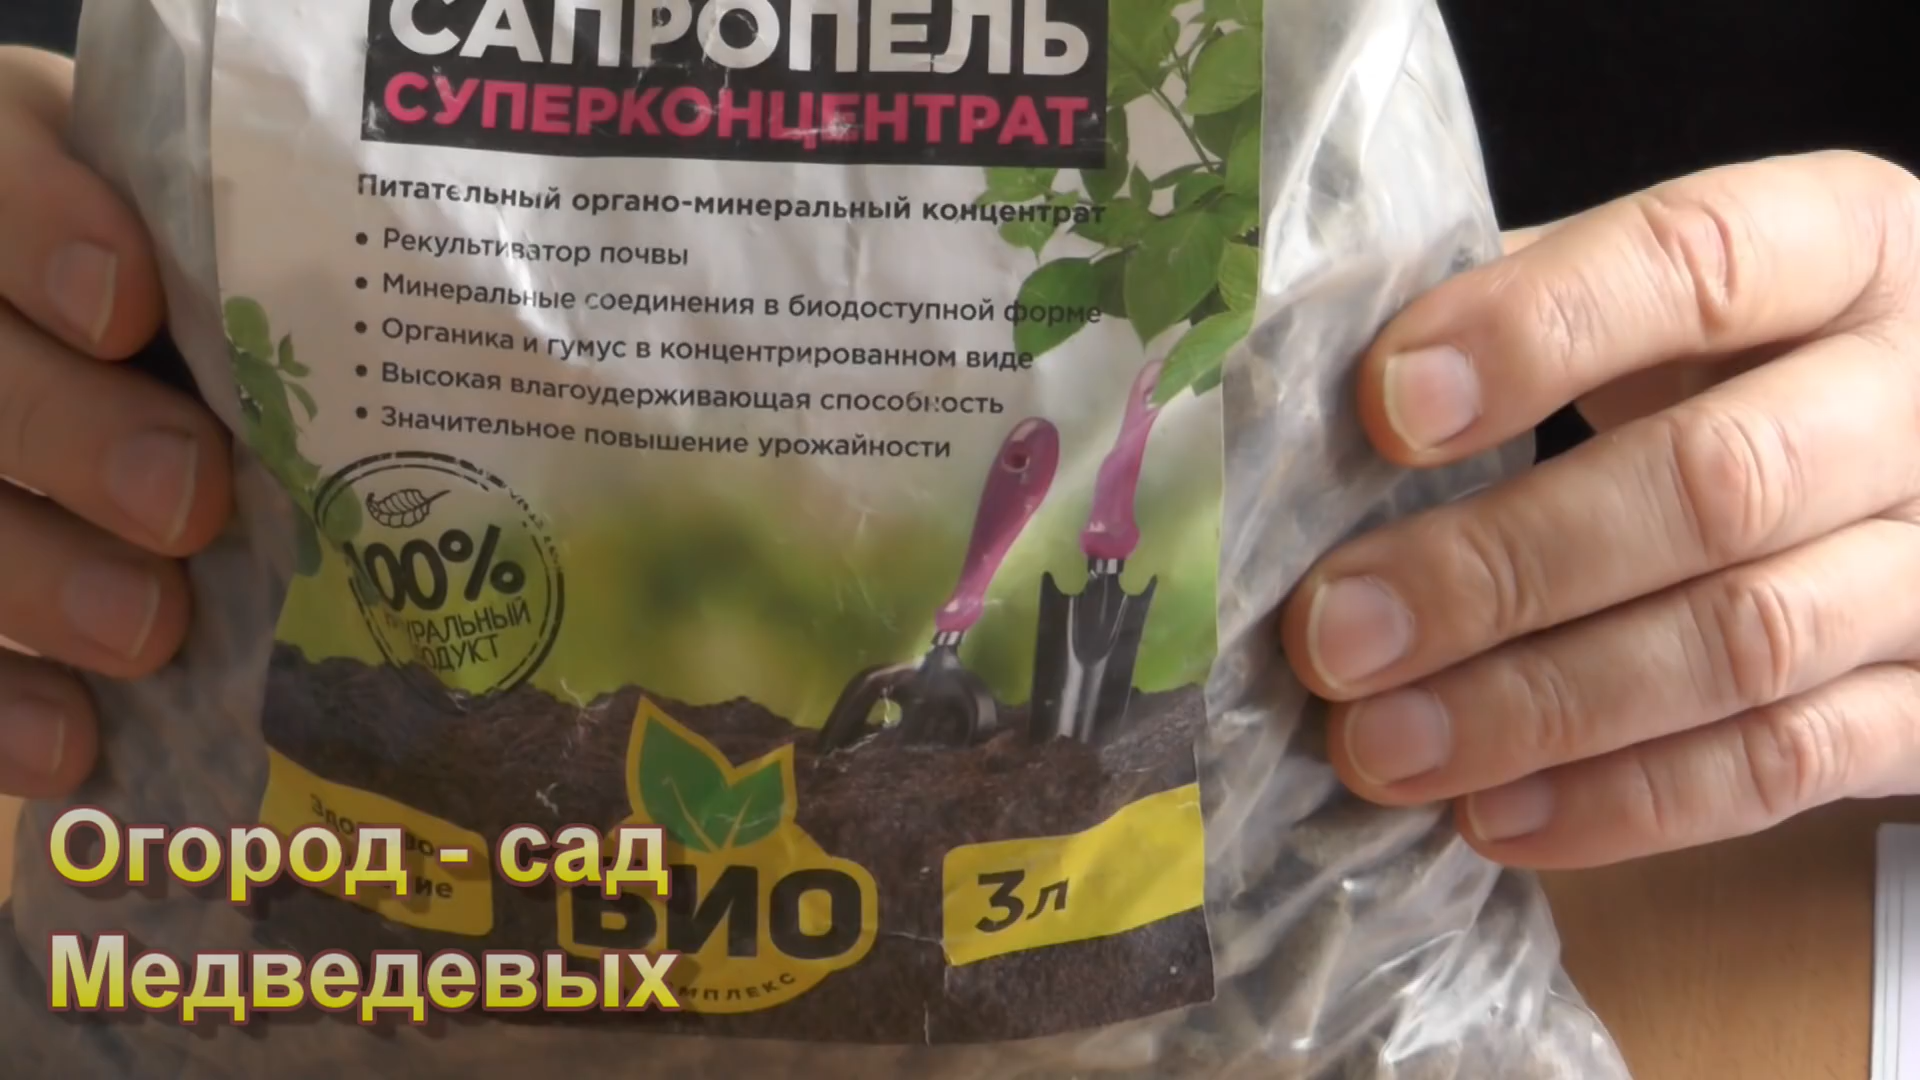 САПРОПЕЛЬ
СУПЕРКОНЦЕНТРАТ
Питательный органо-минеральный концентрат
• Рекультиватор почвы
• Минеральные соединения в биодоступной форме
• Органика и гумус в концентрированном виде
• Высокая влагоудерживающая способность
• Значительное повышение урожайности
100%
БИО
3л
Огород - сад
Медведевых